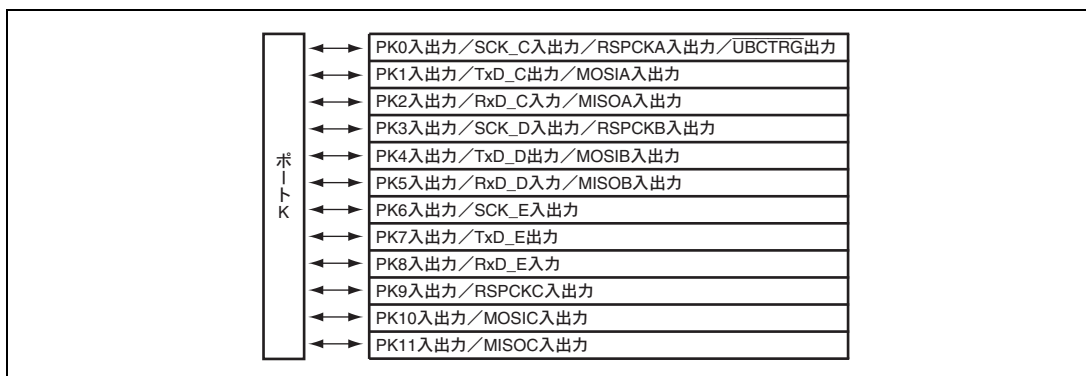 ポートK
PK0入出力／SCK_C入出力／RSPCKA入出力／UBCTRG出力
PK1入出力／TxD_C出力／MOSIA入出力
PK2入出力／RxD_C入力／MISOA入出力
PK3入出力／SCK_D入出力／RSPCKB入出力
PK4入出力／TxD_D出力／MOSIB入出力
PK5入出力／RxD_D入力／MISOB入出力
PK6入出力／SCK_E入出力
PK7入出力／TxD_E出力
PK8入出力／RxD_E入力
PK9入出力／RSPCKC入出力
PK10入出力／MOSIC入出力
PK11入出力／MISOC入出力